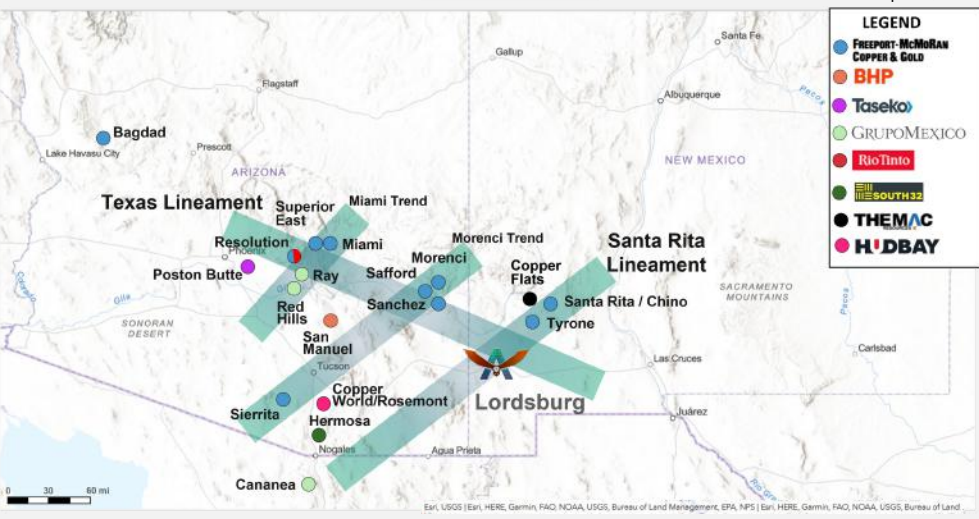 LEGEND
FREEPORT-MCMORAN
COPPER & GOLD
BHP
Taseko
GRUPOMEXICO
RioTinto
SOUTH32
THEMAC
HUDBAY
Santa Fe
Gallup
Flagstaff
Albuquerque
Pecos
Bagdad
Lake Havasu City
Prescott
ARIZONA
NEW MEXICO
Texas Lineament
Superior
East
Miami Trend
Resolution
Miami
Phoenix
Poston Butte
Ray
Morenci Trend
Morenci
Safford
Sanchez
Santa Rita
Lineament
Copper
Flats
Santa Rita / Chino
Tyrone
SACRAMENTO
MOUNTAINS
Pecos
Colorado
Gila
Red
Hills
San
Manuel
SONORAN
DESERT
Tucson
Las Cruces
Carlsbad
Lordsburg
Copper
World/Rosemont
Sierrita
Hermosa
Juárez
Nogales
Agua Prieta
Cananea
0 30 60 mi
Esri, USGS | Esri, HERE, Garmin, FAO, NOAA, USGS, Bureau of Land Management, EPA, NPS | Esri, HERE, Garmin, FAO, NOAA, USGS, Bureau of Land